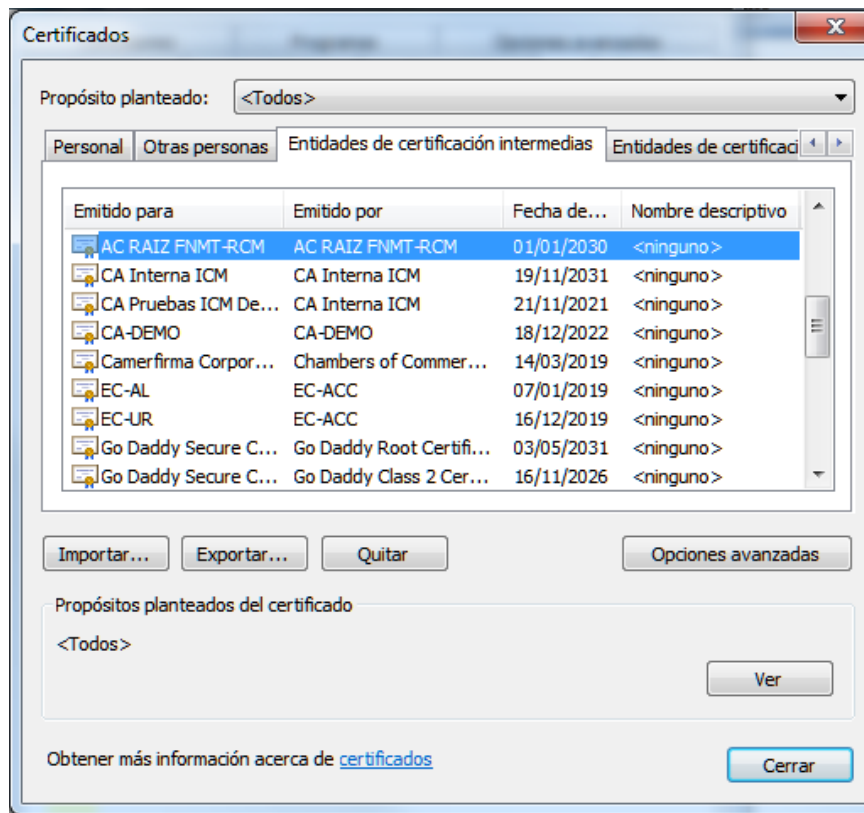 Certificados
Programas Opciones avanzadas
Propósito planteado: <Todos>
Personal Otras personas Entidades de certificación intermedias Entidades de certificaci
Emitido para Emitido por Fecha de... Nombre descriptivo
AC RAIZ FNMT-RCM AC RAIZ FNMT-RCM 01/01/2030 <ninguno>
CA Interna ICM CA Interna ICM 19/11/2031 <ninguno>
CA Pruebas ICM De... CA Interna ICM 21/11/2021 <ninguno>
CA-DEMO CA-DEMO 18/12/2022 <ninguno>
Camerfirma Corpor... Chambers of Commer... 14/03/2019 <ninguno>
EC-AL EC-ACC 07/01/2019 <ninguno>
EC-UR EC-ACC 16/12/2019 <ninguno>
Go Daddy Secure C... Go Daddy Root Certifi... 03/05/2031 <ninguno>
Go Daddy Secure C... Go Daddy Class 2 Cer... 16/11/2026 <ninguno>
Importar... Exportar... Quitar Opciones avanzadas
Propósitos planteados del certificado
<Todos>
Ver
Obtener más información acerca de certificados
Cerrar